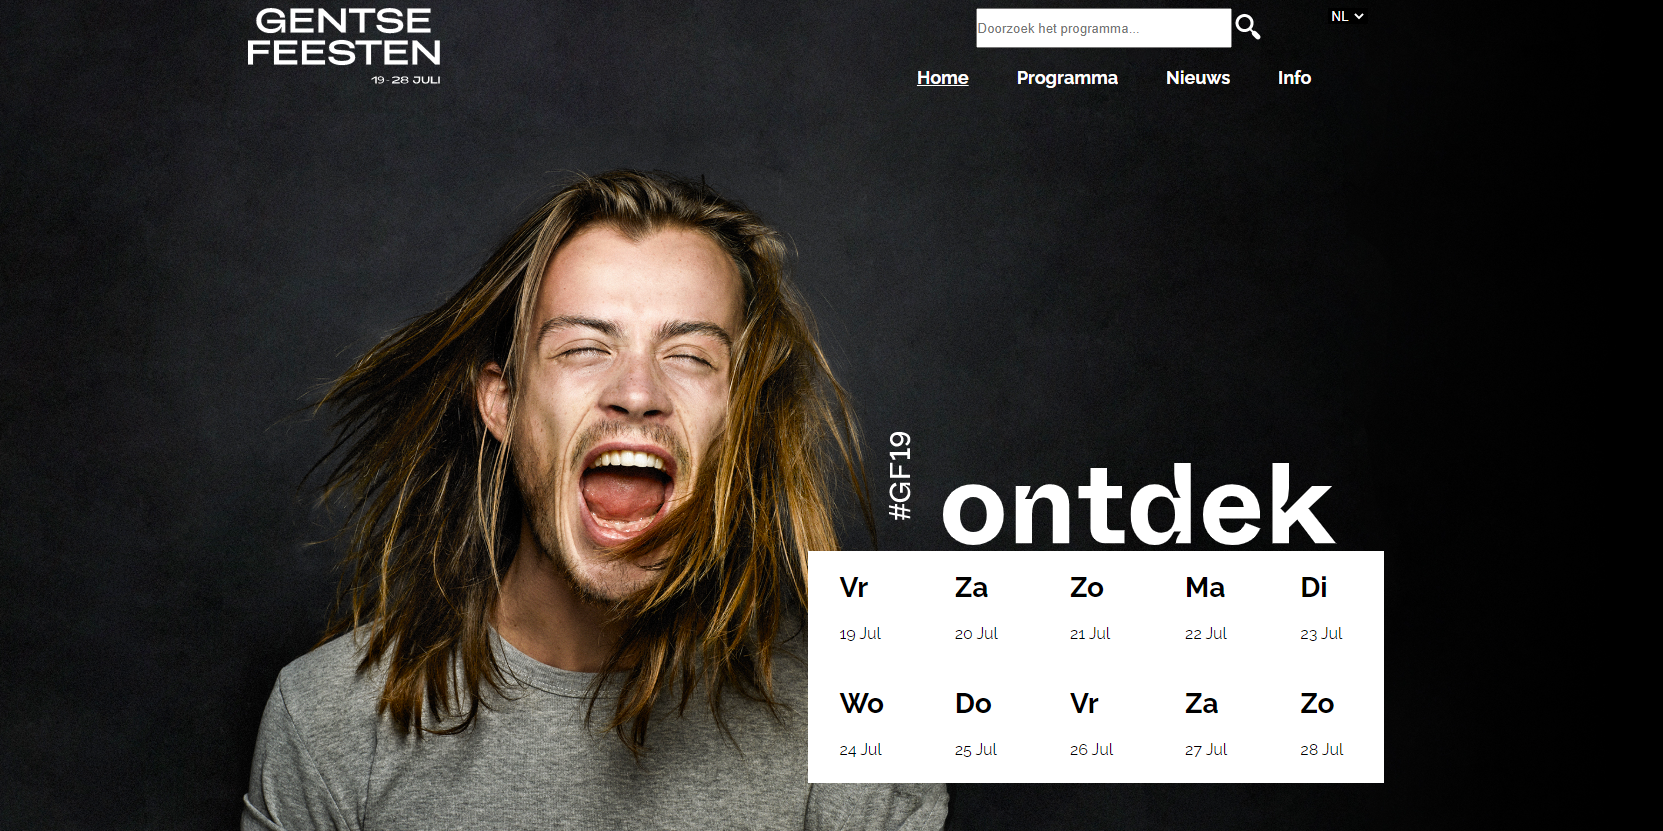 GENTSE
FEESTEN
19-28 JULI
Doorzoek het programma...
NL
Home Programma Nieuws Info
#GF19
ontdek
Vr Za Zo Ma Di
19 Jul 20 Jul 21 Jul 22 Jul 23 Jul
Wo Do Vr Za Zo
24 Jul 25 Jul 26 Jul 27 Jul 28 Jul